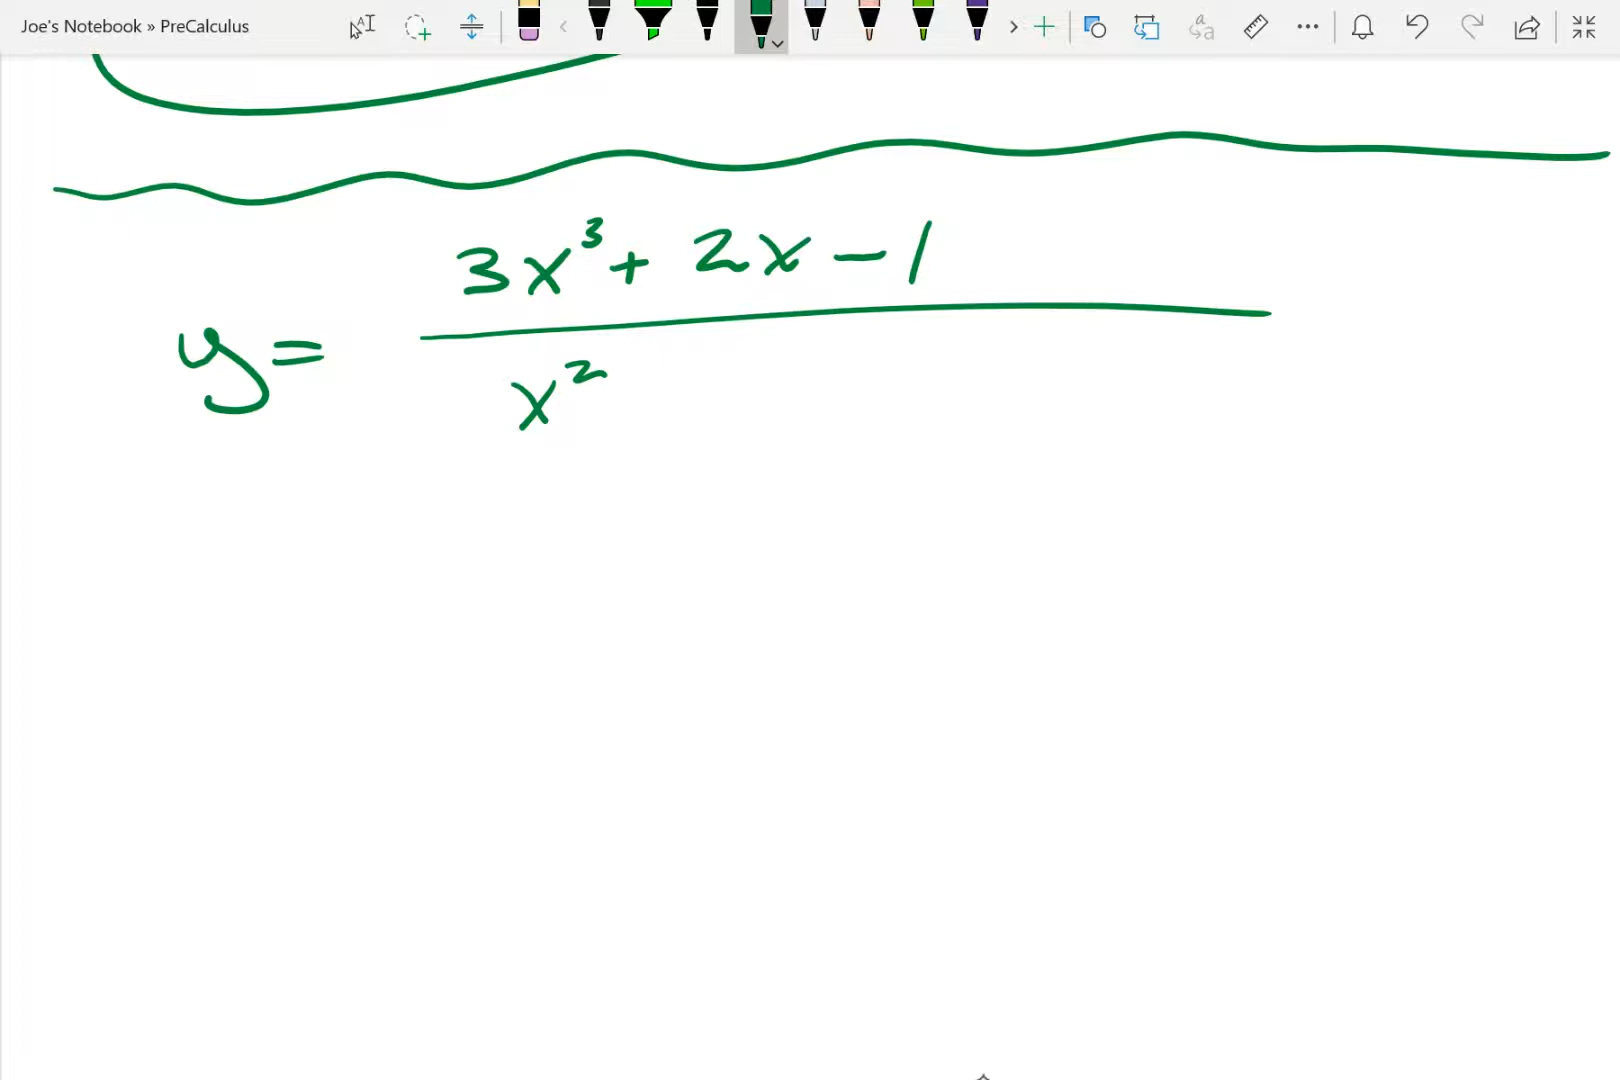 Joe's Notebook » PreCalculus
y = (3x³ + 2x - 1) / x²